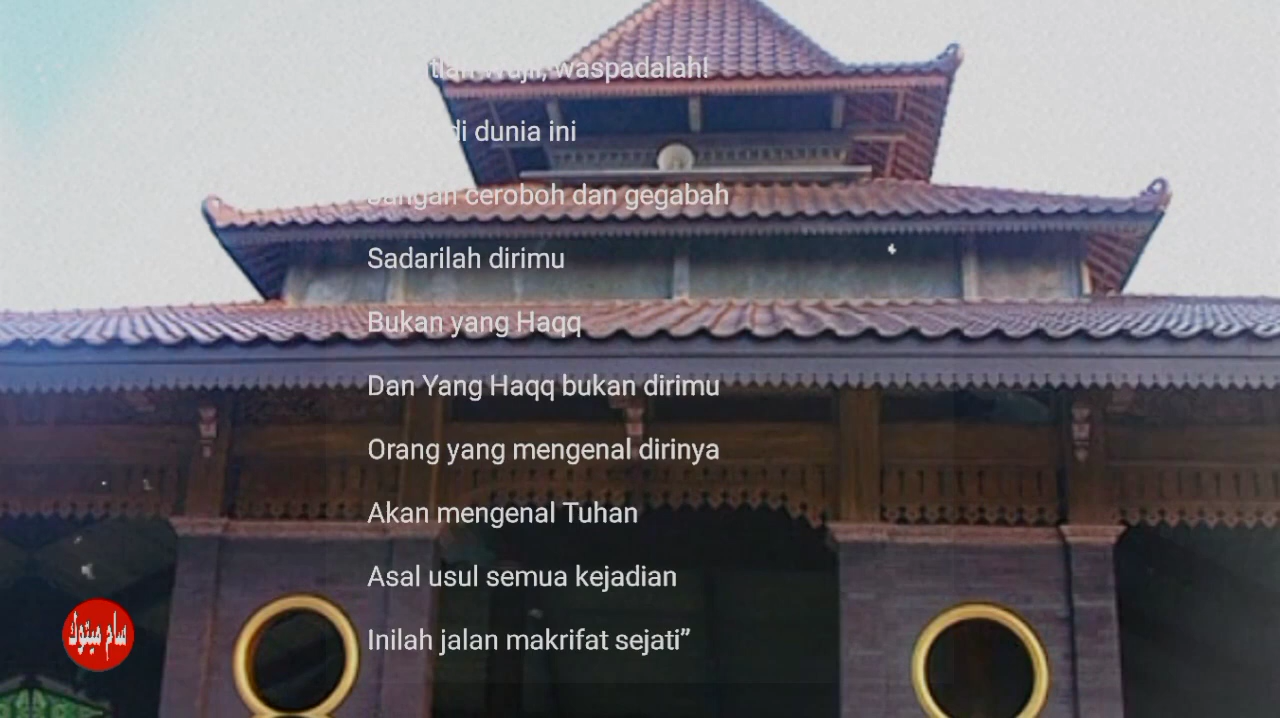 waspadalah!
di dunia ini
Jangan ceroboh dan gegabah
Sadarilah dirimu
Bukan yang Haqq
Dan Yang Haqq bukan dirimu
Orang yang mengenal dirinya
Akan mengenal Tuhan
Asal usul semua kejadian
Inilah jalan makrifat sejati”